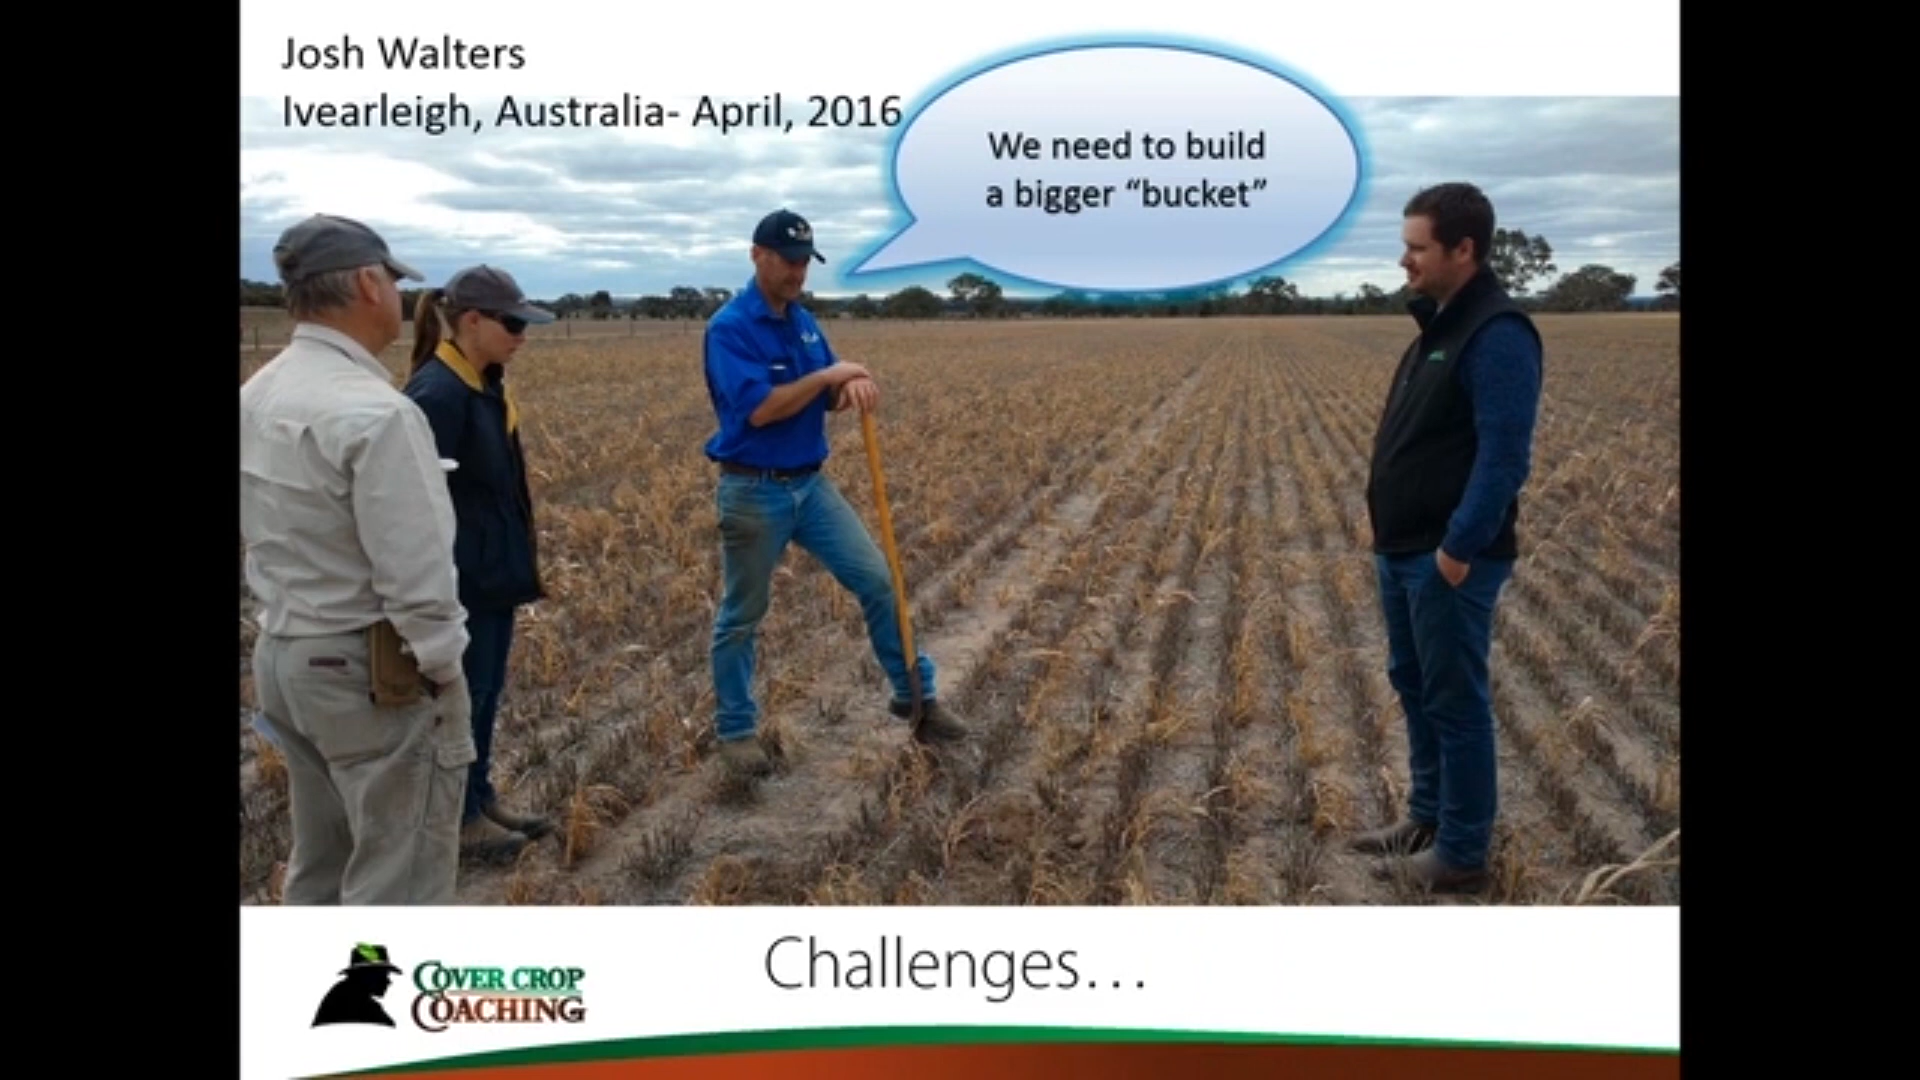 Josh Walters
Ivearleigh, Australia- April, 2016
We need to build
a bigger “bucket”
Challenges…
COVER CROP
COACHING